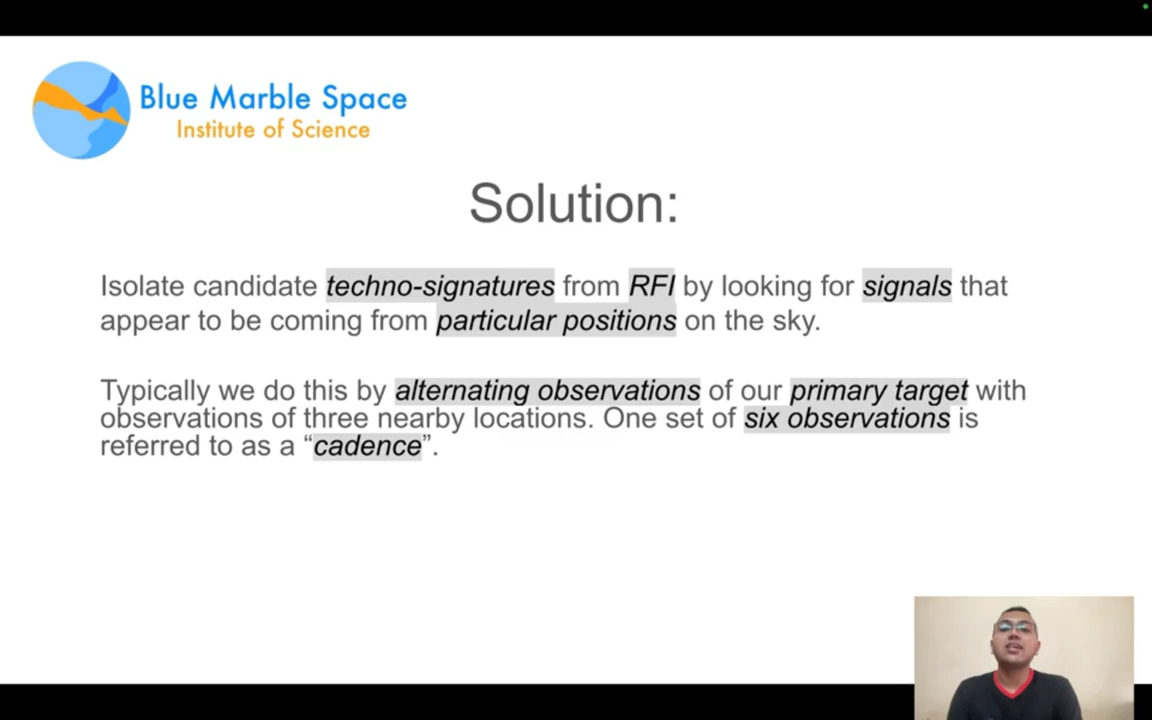 Blue Marble Space
Institute of Science
Solution:
Isolate candidate techno-signatures from RFI by looking for signals that
appear to be coming from particular positions on the sky.
Typically we do this by alternating observations of our primary target with
observations of three nearby locations. One set of six observations is
referred to as a “cadence”.